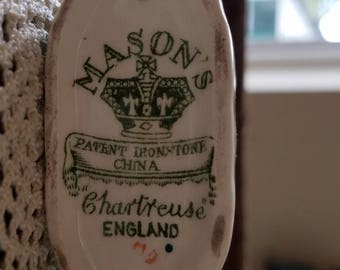 MASON'S
PATENT IRONSTONE
CHINA
"Chartreuse"
ENGLAND